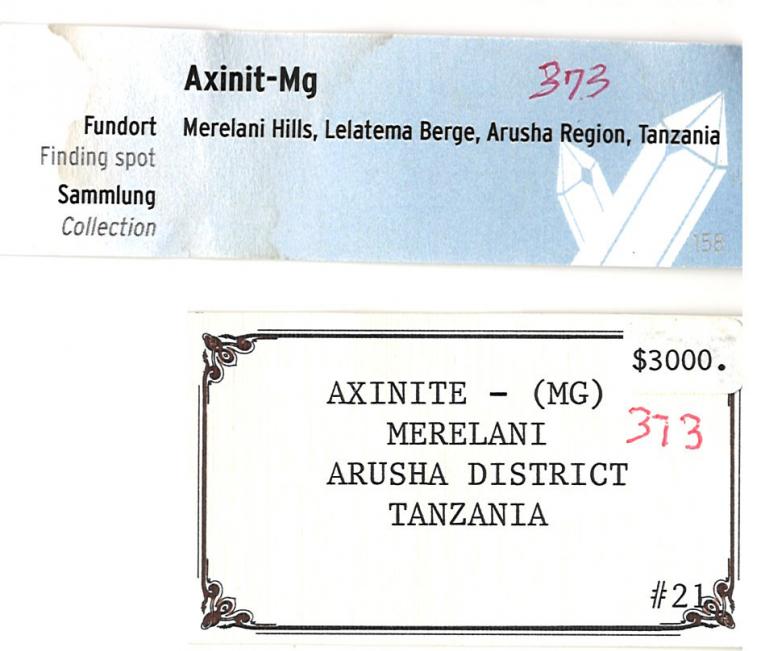 Axinit-Mg 373
Fundort Merelani Hills, Lelatema Berge, Arusha Region, Tanzania
Finding spot
Sammlung
Collection
158
$3000.
AXINITE - (MG)
373
MERELANI
ARUSHA DISTRICT
TANZANIA
#21